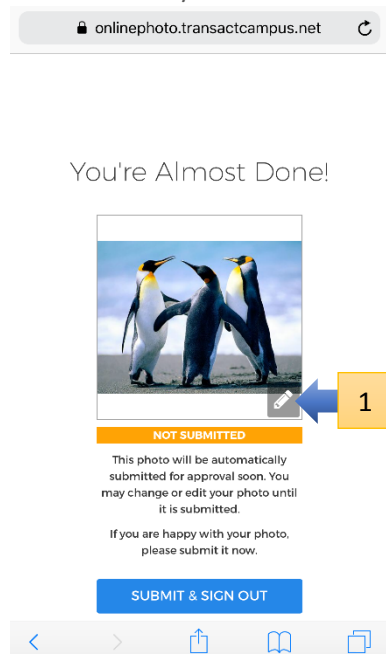 onlinephoto.transactcampus.net
You're Almost Done!
1
NOT SUBMITTED
This photo will be automatically
submitted for approval soon. You
may change or edit your photo until
it is submitted.
If you are happy with your photo,
please submit it now.
SUBMIT & SIGN OUT